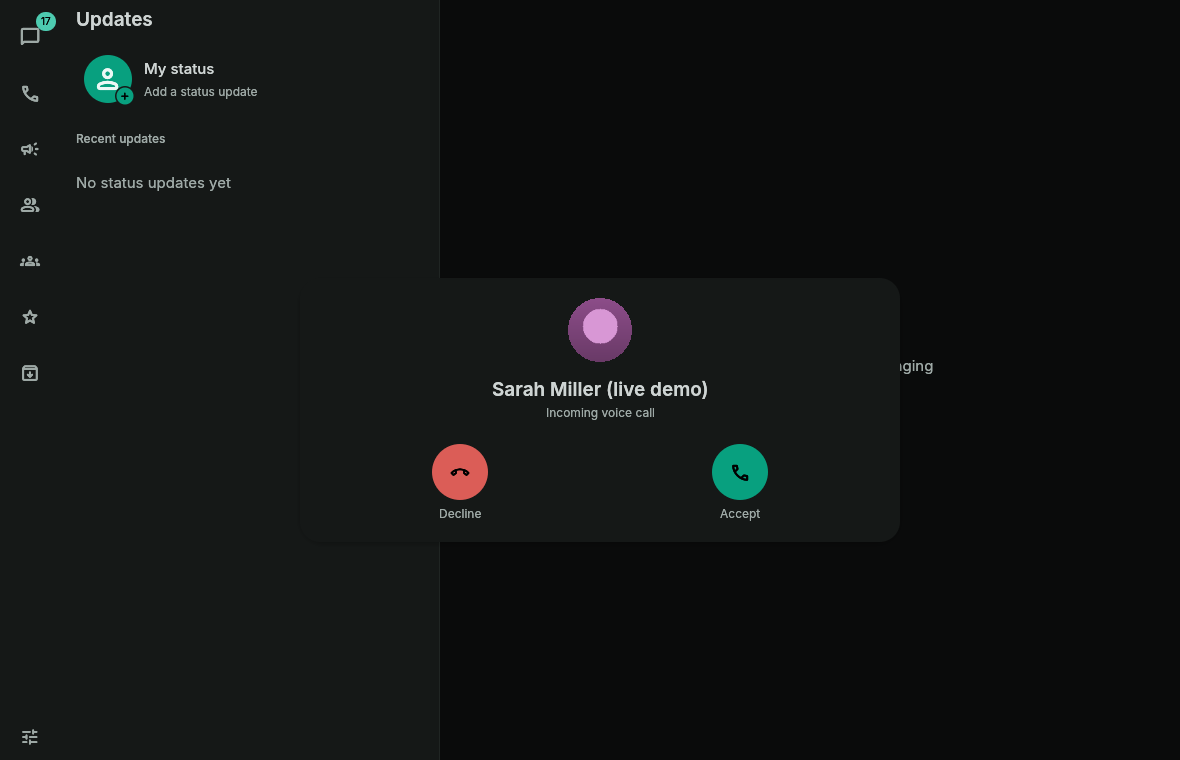 17
Updates
My status
Add a status update
Recent updates
No status updates yet
Sarah Miller (live demo)
Incoming voice call
Decline
Accept